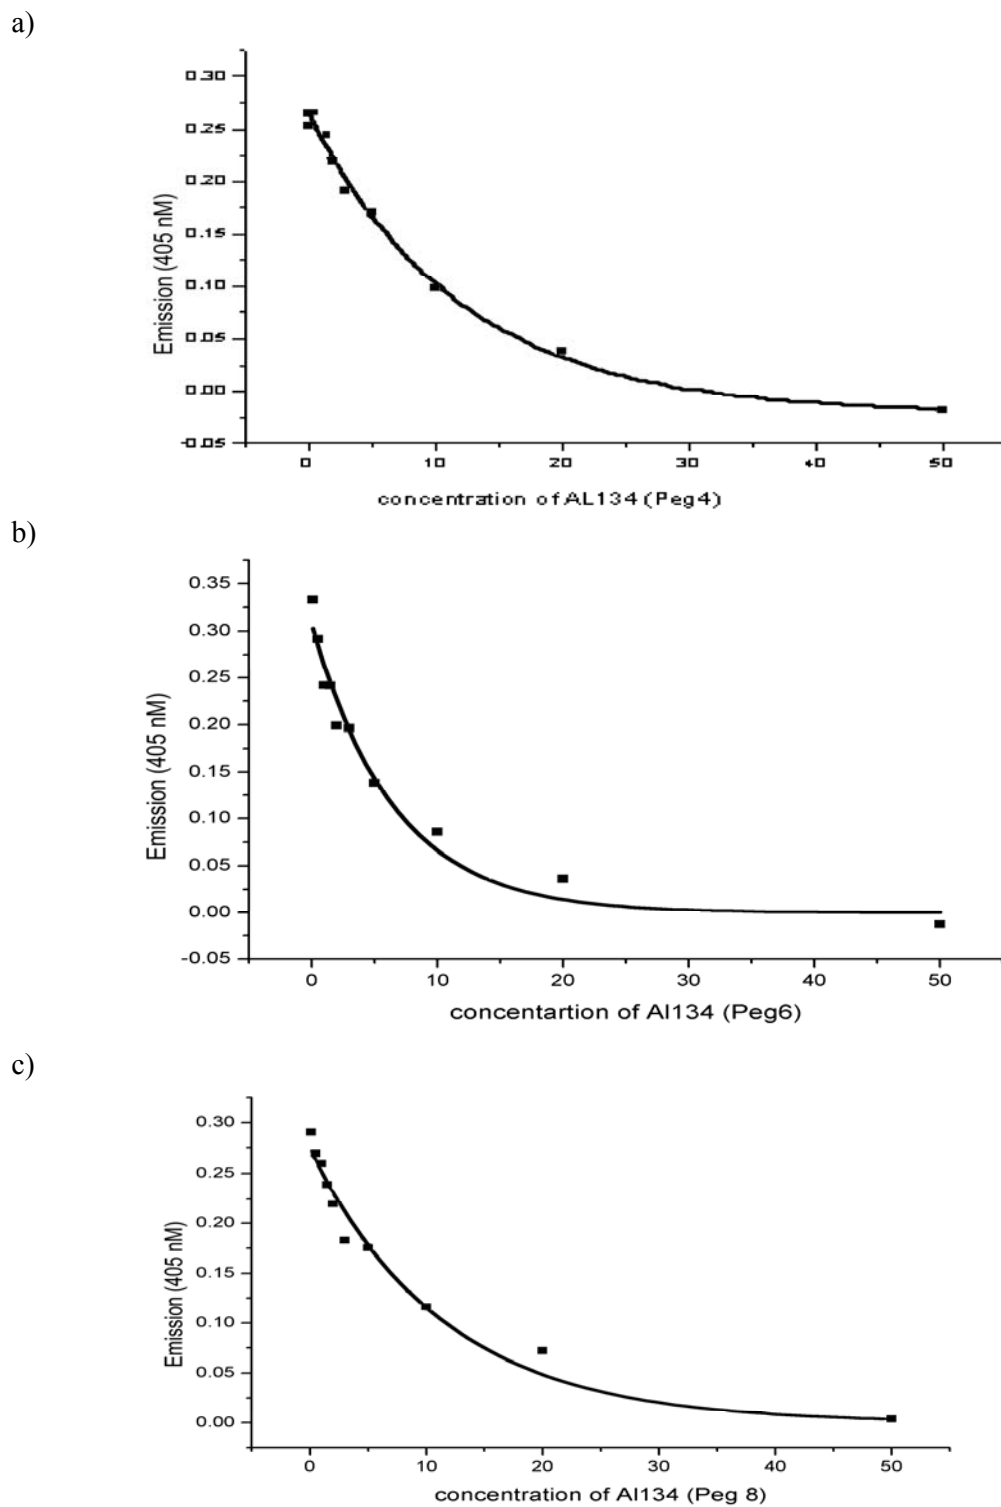 a)
0.30
0.25
0.20
0.15
0.10
0.05
0.00
-0.05
Emission (405 nM)
0 10 20 30 40 50
concentration of AL134 (Peg4)
b)
0.35
0.30
0.25
0.20
0.15
0.10
0.05
0.00
-0.05
Emission (405 nM)
0 10 20 30 40 50
concentartion of Al134 (Peg6)
c)
0.30
0.25
0.20
0.15
0.10
0.05
0.00
Emission (405 nM)
0 10 20 30 40 50
concentration of Al134 (Peg 8)